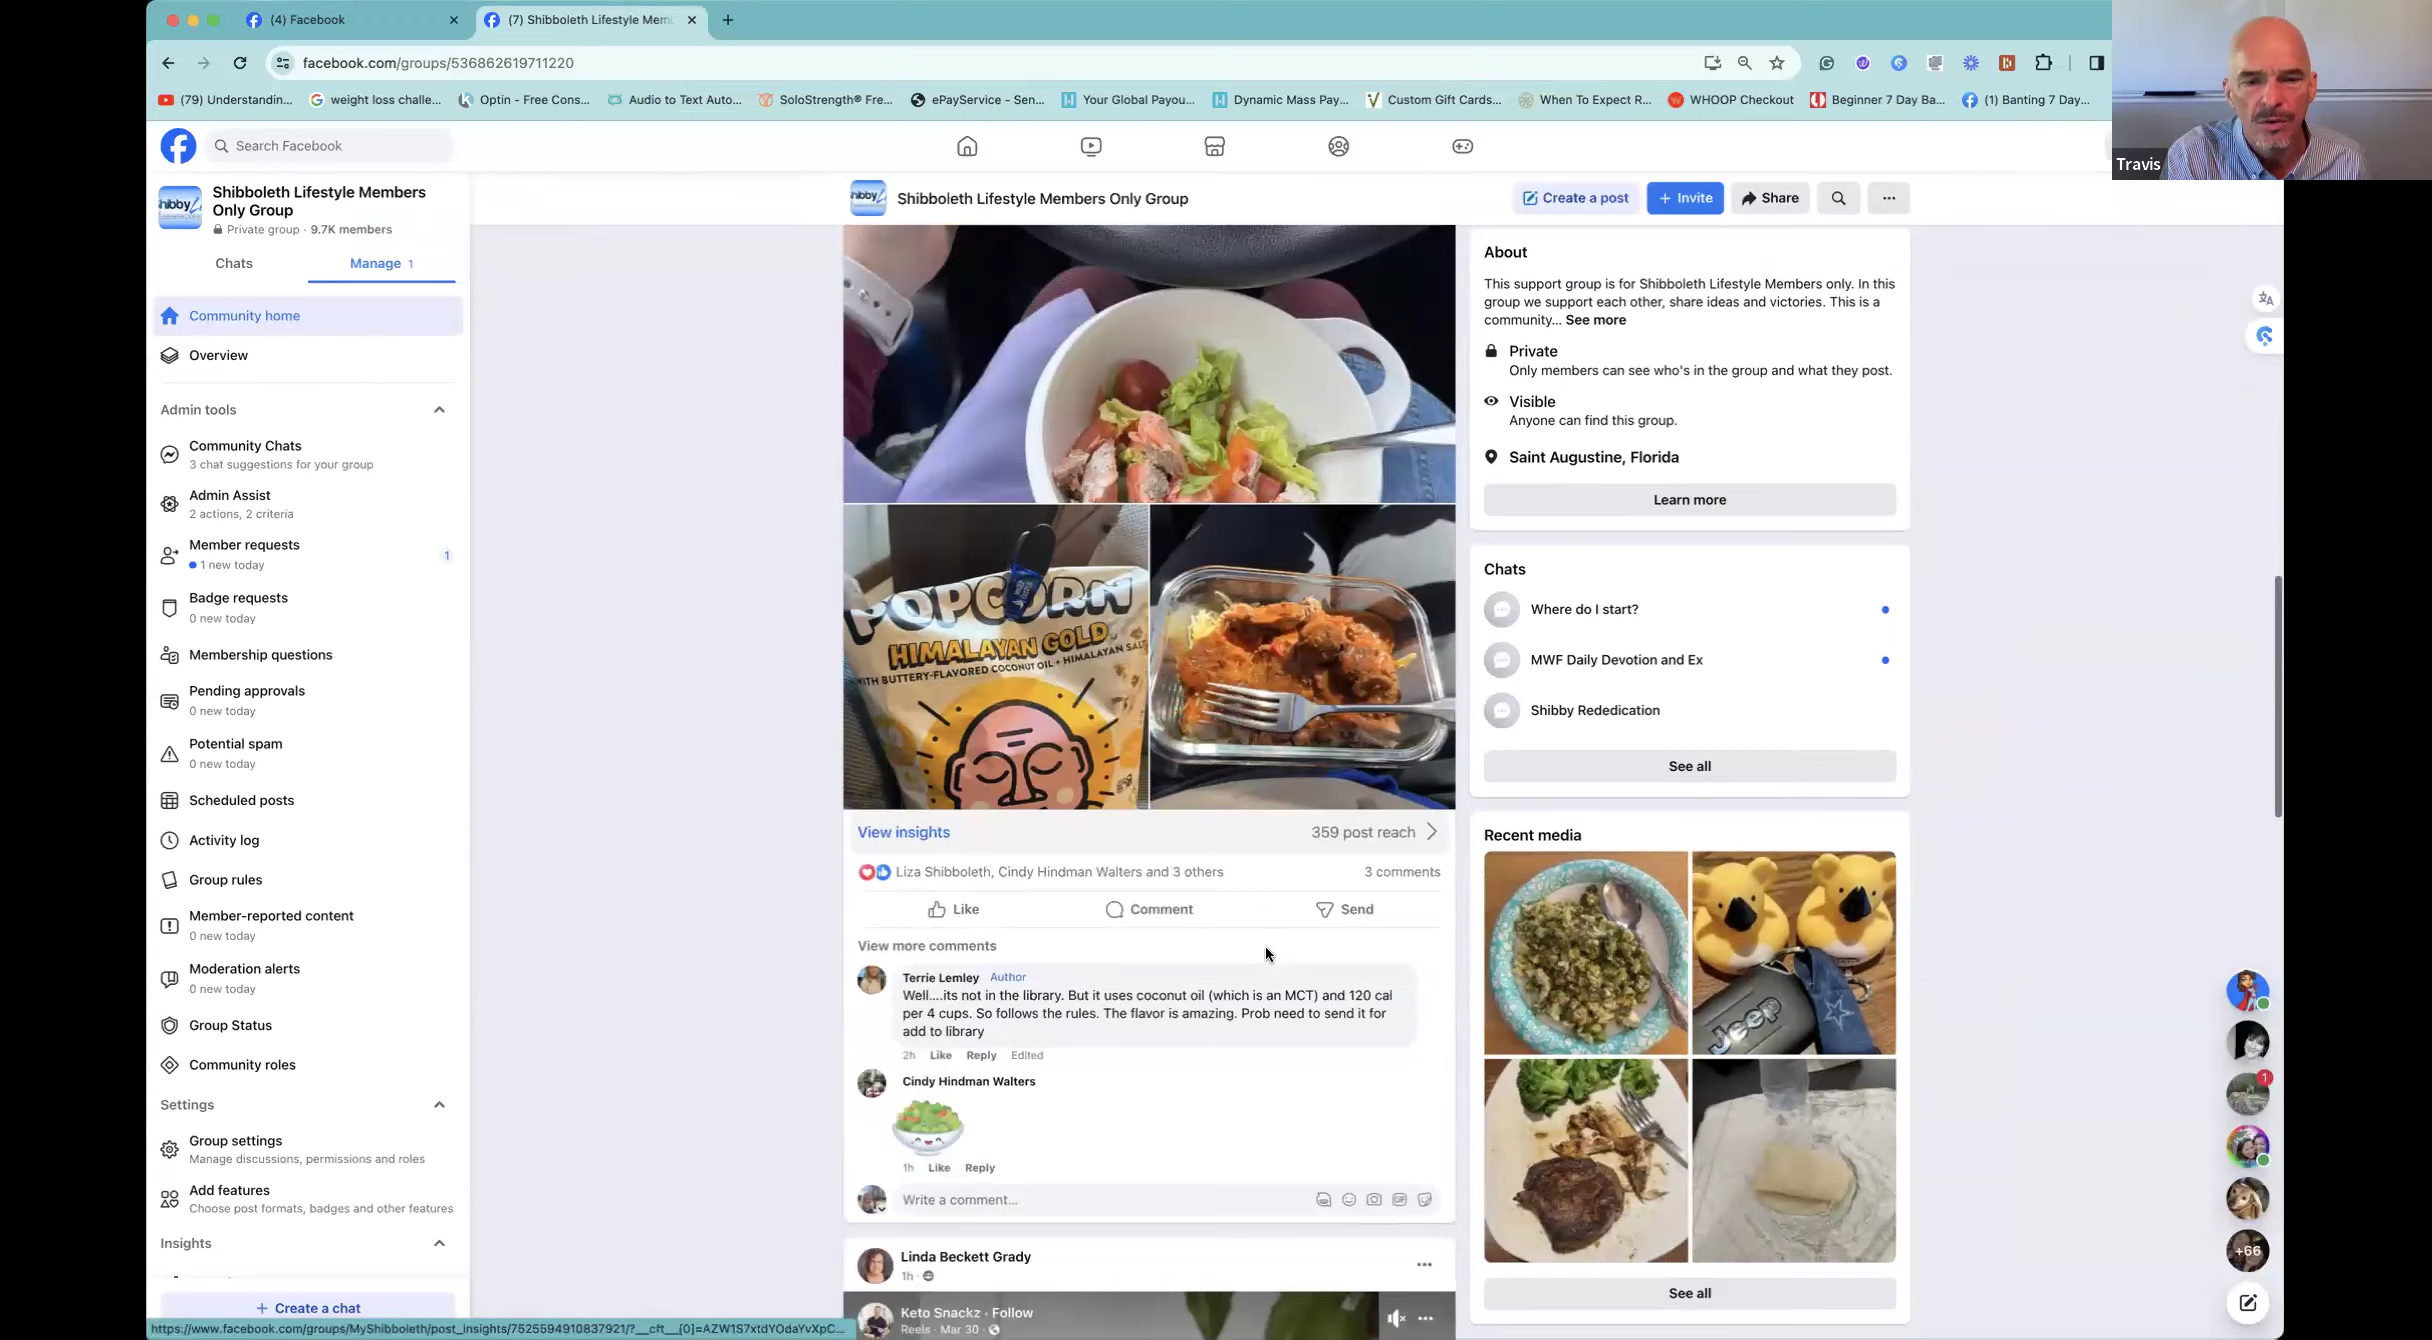 (4) Facebook
(7) Shibboleth Lifestyle Mem
facebook.com/groups/536862619711220
(79) Understandin...
weight loss challe...
Optin - Free Cons...
Audio to Text Auto...
SoloStrength® Fre...
ePayService - Sen...
Your Global Payou...
Dynamic Mass Pay...
Custom Gift Cards...
When To Expect R...
WHOOP Checkout
Beginner 7 Day Ba...
(1) Banting 7 Day...
Travis
Search Facebook
Shibboleth Lifestyle Members
Only Group
Private group · 9.7K members
Chats
Manage 1
Community home
Overview
Admin tools
Community Chats
3 chat suggestions for your group
Admin Assist
2 actions, 2 criteria
Member requests
1 new today
1
Badge requests
0 new today
Membership questions
Pending approvals
0 new today
Potential spam
0 new today
Scheduled posts
Activity log
Group rules
Member-reported content
0 new today
Moderation alerts
0 new today
Group Status
Community roles
Settings
Group settings
Manage discussions, permissions and roles
Add features
Choose post formats, badges and other features
Insights
+ Create a chat
https://www.facebook.com/groups/MyShibboleth/post_insights/7525594910837921/?__cft__[0]=AZW1S7xtdYOdaYvXpC...
hibby
Shibboleth Lifestyle Members Only Group
Create a post
+ Invite
Share
POPCORN
HIMALAYAN GOLD
WITH BUTTERY-FLAVORED COCONUT OIL + HIMALAYAN SAL
View insights
359 post reach
Liza Shibboleth, Cindy Hindman Walters and 3 others
3 comments
Like
Comment
Send
View more comments
Terrie Lemley Author
Well....its not in the library. But it uses coconut oil (which is an MCT) and 120 cal
per 4 cups. So follows the rules. The flavor is amazing. Prob need to send it for
add to library
2h Like Reply Edited
Cindy Hindman Walters
1h Like Reply
Write a comment...
GIF
Linda Beckett Grady
1h ·
Keto Snackz · Follow
Reels · Mar 30 ·
About
This support group is for Shibboleth Lifestyle Members only. In this
group we support each other, share ideas and victories. This is a
community... See more
Private
Only members can see who's in the group and what they post.
Visible
Anyone can find this group.
Saint Augustine, Florida
Learn more
Chats
Where do I start?
MWF Daily Devotion and Ex
Shibby Rededication
See all
Recent media
Jeep
See all
1
+66